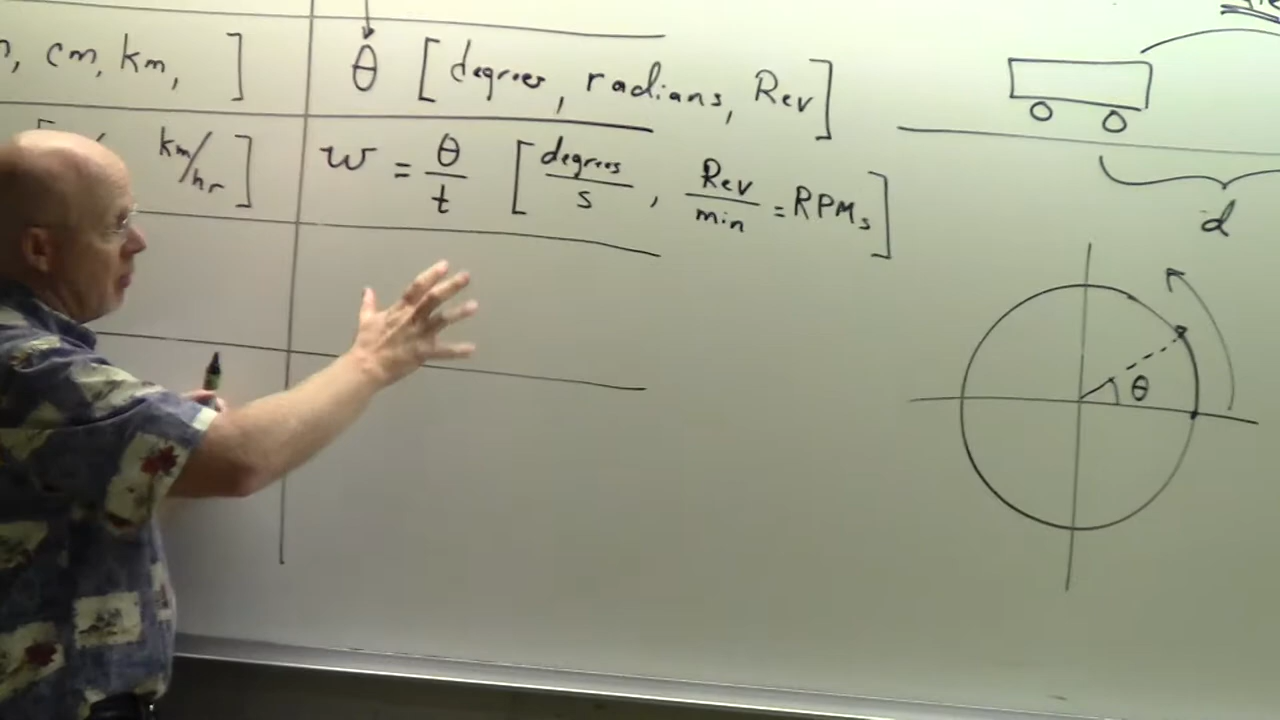 cm, km, ] θ [degrees, radians, Rev]
km/hr ] w = θ/t [degrees/s, Rev/min = RPMs]
d
θ